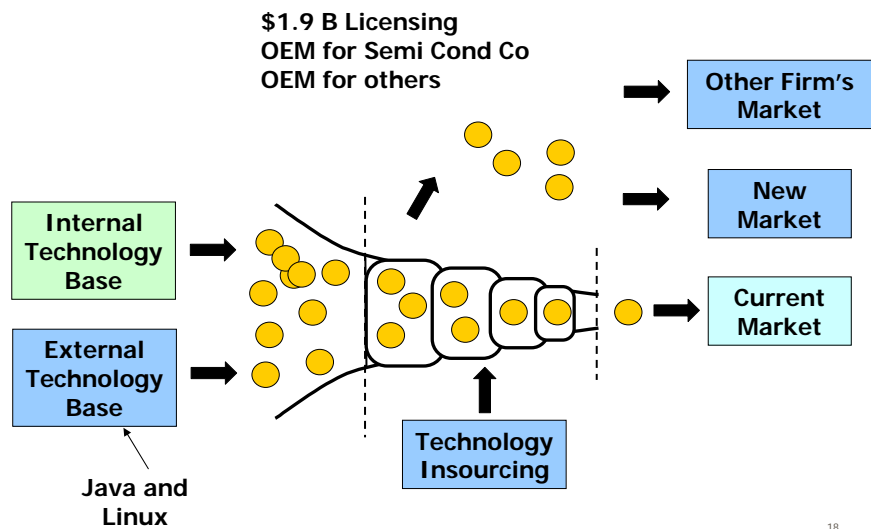 $1.9 B Licensing
OEM for Semi Cond Co
OEM for others
Other Firm's
Market
New
Market
Internal
Technology
Base
Current
Market
External
Technology
Base
Technology
Insourcing
Java and
Linux
18